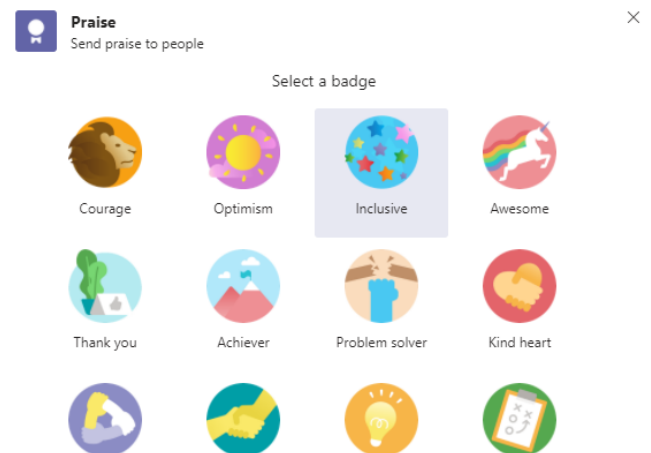 Praise
Send praise to people
Select a badge
Courage
Optimism
Inclusive
Awesome
Thank you
Achiever
Problem solver
Kind heart